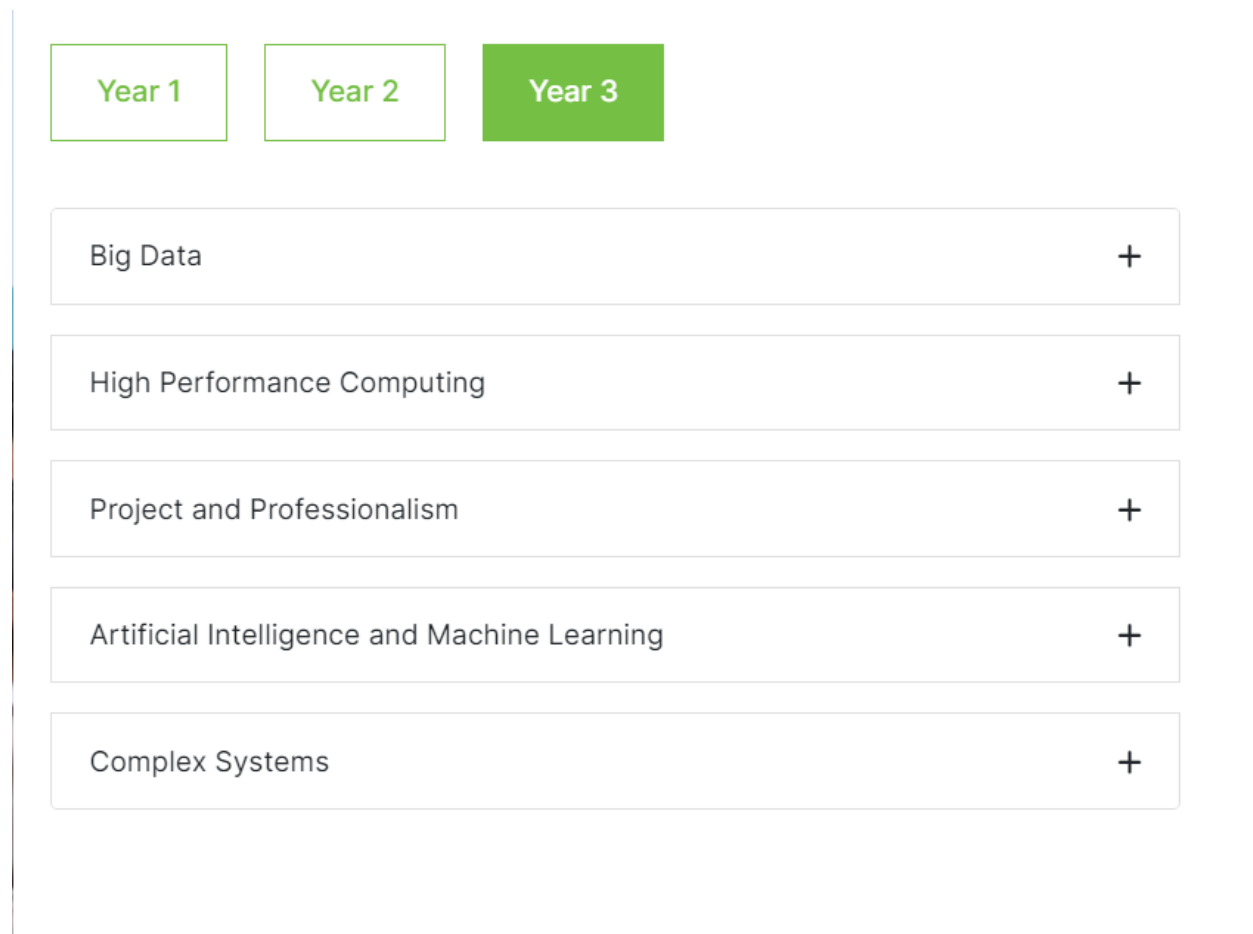 Year 1
Year 2
Year 3
Big Data
High Performance Computing
Project and Professionalism
Artificial Intelligence and Machine Learning
Complex Systems